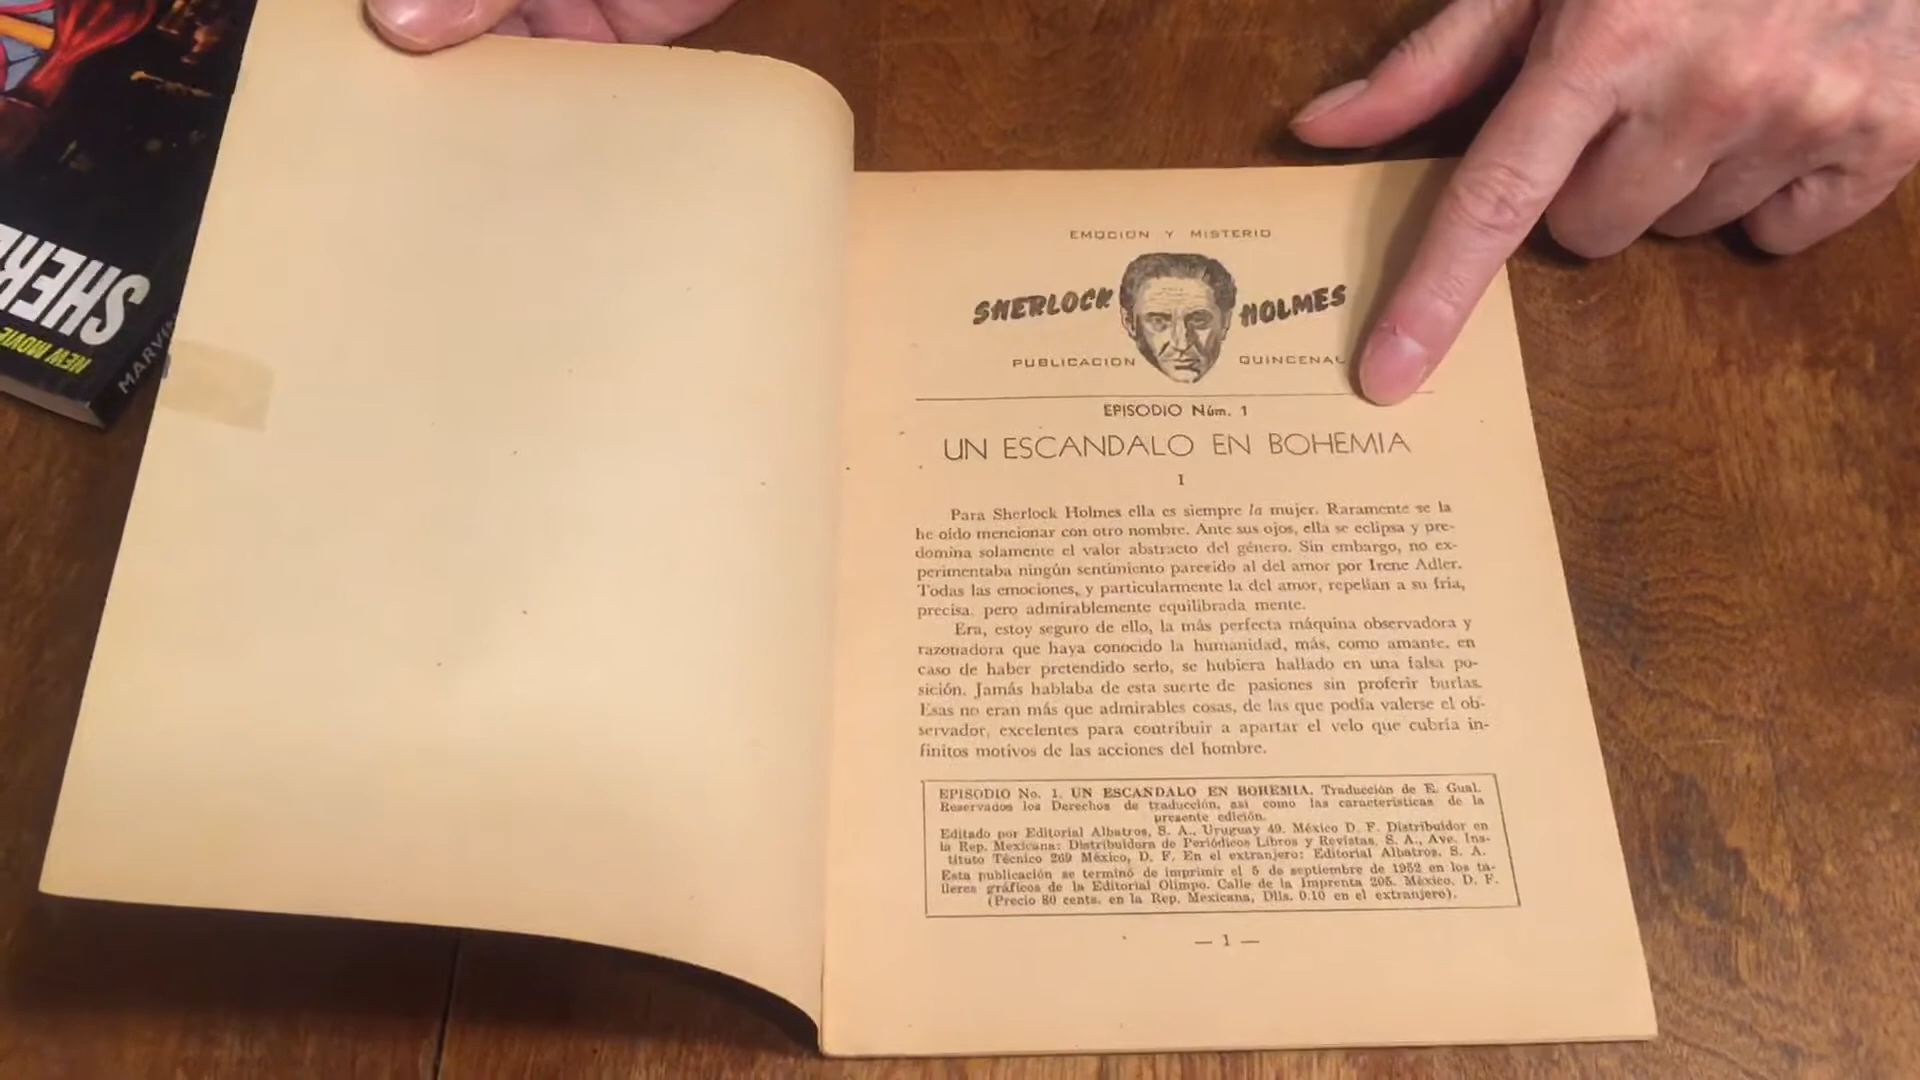 SHER
NEW MOVIE
MARV
EMOCION Y MISTERIO
SHERLOCK HOLMES
PUBLICACION QUINCENAL
EPISODIO Núm. 1
UN ESCANDALO EN BOHEMIA
I
Para Sherlock Holmes ella es siempre la mujer. Raramente se la
he oído mencionar con otro nombre. Ante sus ojos, ella se eclipsa y pre-
domina solamente el valor abstracto del género. Sin embargo, no ex-
perimentaba ningún sentimiento parecido al del amor por Irene Adler.
Todas las emociones, y particularmente la del amor, repelían a su fría,
precisa, pero admirablemente equilibrada mente.
Era, estoy seguro de ello, la más perfecta máquina observadora y
razonadora que haya conocido la humanidad, más, como amante, en
caso de haber pretendido serlo, se hubiera hallado en una falsa po-
sición. Jamás hablaba de esta suerte de pasiones sin proferir burlas.
Esas no eran más que admirables cosas, de las que podía valerse el ob-
servador, excelentes para contribuir a apartar el velo que cubría in-
finitos motivos de las acciones del hombre.
EPISODIO No. 1. UN ESCANDALO EN BOHEMIA. Traducción de E. Gual.
Reservados los Derechos de traducción, así como las características de la
presente edición.
Editado por Editorial Albatros, S. A., Uruguay 49. México D. F. Distribuidor en
la Rep. Mexicana: Distribuidora de Periódicos Libros y Revistas, S. A., Ave. Ins-
tituto Técnico 269 México, D. F. En el extranjero: Editorial Albatros, S. A.
Esta publicación se terminó de imprimir el 5 de septiembre de 1952 en los ta-
lleres gráficos de la Editorial Olimpo. Calle de la Imprenta 205. México, D. F.
(Precio 80 cents. en la Rep. Mexicana, Dlls. 0.10 en el extranjero).
— 1 —